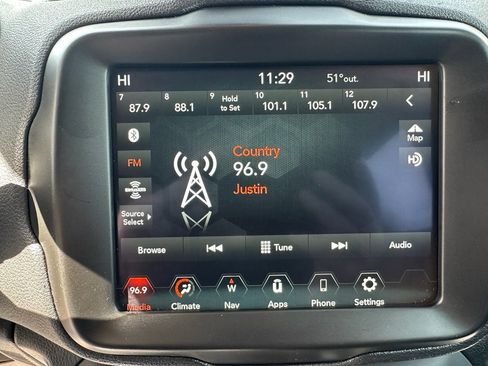 HI 11:29 51°out. HI
7 8 9 10 11 12
87.9 88.1 Hold to Set 101.1 105.1 107.9
FM
Country
96.9
Justin
Map
HD
SiriusXM
Source
Select
Browse Tune Audio
96.9 W
Media Climate Nav Apps Phone Settings